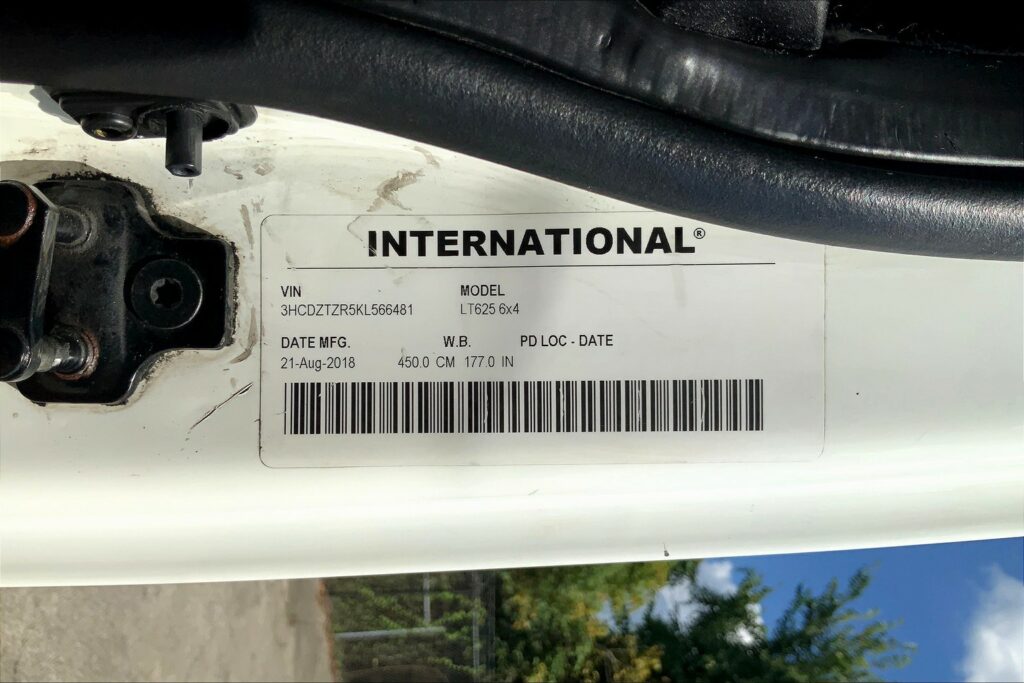 INTERNATIONAL®
VIN MODEL
3HCDZTZR5KL566481 LT625 6x4
DATE MFG. W.B. PD LOC - DATE
21-Aug-2018 450.0 CM 177.0 IN